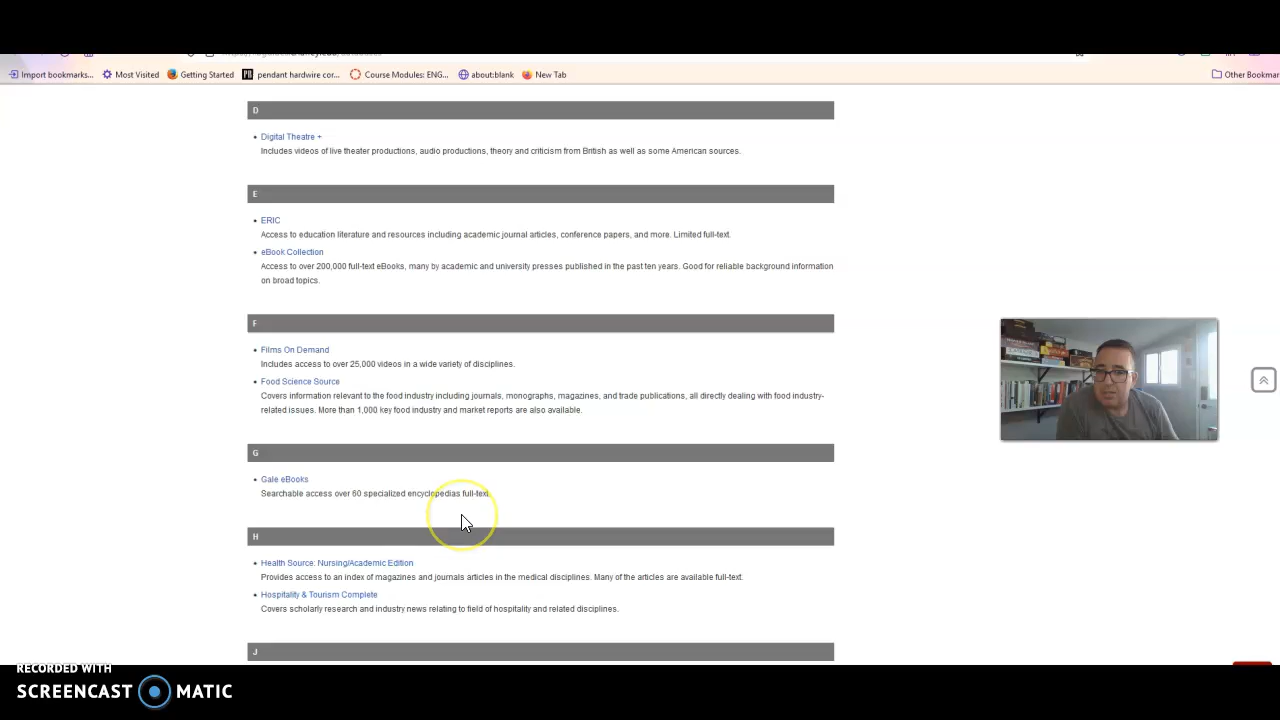 Import bookmarks... Most Visited Getting Started PB pendant hardwire cor... Course Modules: ENG... about:blank New Tab Other Bookmar
D
Digital Theatre +
Includes videos of live theater productions, audio productions, theory and criticism from British as well as some American sources.
E
ERIC
Access to education literature and resources including academic journal articles, conference papers, and more. Limited full-text.
eBook Collection
Access to over 200,000 full-text eBooks, many by academic and university presses published in the past ten years. Good for reliable background information
on broad topics.
F
Films On Demand
Includes access to over 25,000 videos in a wide variety of disciplines.
Food Science Source
Covers information relevant to the food industry including journals, monographs, magazines, and trade publications, all directly dealing with food industry-
related issues. More than 1,000 key food industry and market reports are also available.
G
Gale eBooks
Searchable access over 60 specialized encyclopedias full-text.
H
Health Source: Nursing/Academic Edition
Provides access to an index of magazines and journals articles in the medical disciplines. Many of the articles are available full-text.
Hospitality & Tourism Complete
Covers scholarly research and industry news relating to field of hospitality and related disciplines.
J
RECORDED WITH
SCREENCAST MATIC